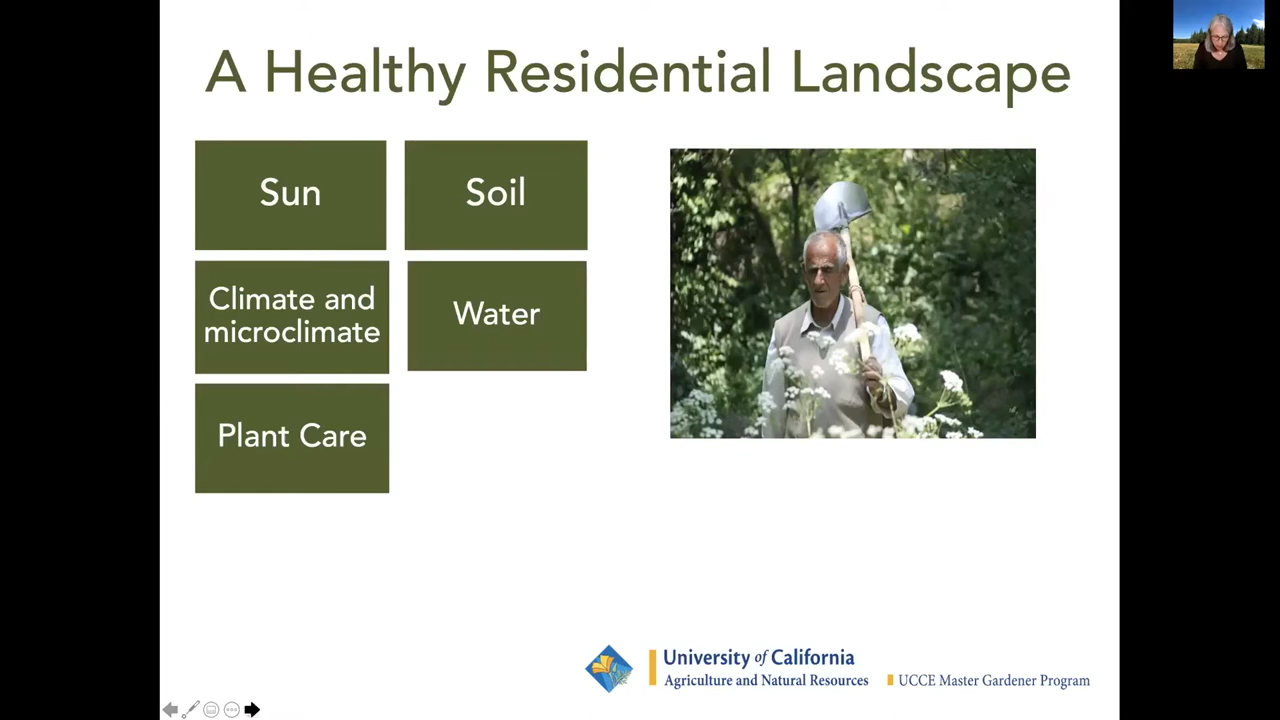 A Healthy Residential Landscape
Sun
Soil
Climate and
microclimate
Water
Plant Care
University of California
Agriculture and Natural Resources
UCCE Master Gardener Program